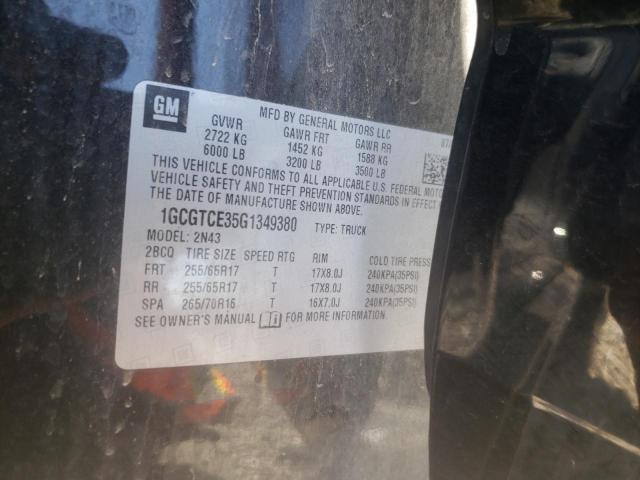 GM
MFD BY GENERAL MOTORS LLC
GVWR GAWR FRT GAWR RR
2722 KG 1452 KG 1588 KG
6000 LB 3200 LB 3500 LB
THIS VEHICLE CONFORMS TO ALL APPLICABLE U.S. FEDERAL MOTO
VEHICLE SAFETY AND THEFT PREVENTION STANDARDS IN EFFEC
THE DATE OF MANUFACTURE SHOWN ABOVE.
1GCGTCE35G1349380 TYPE: TRUCK
MODEL: 2N43
2BCQ TIRE SIZE SPEED RTG RIM COLD TIRE PRESS
FRT 255/65R17 T 17X8.0J 240KPA(35PSI)
RR 255/65R17 T 17X8.0J 240KPA(35PSI)
SPA 265/70R16 T 16X7.0J 240KPA(35PSI)
SEE OWNER'S MANUAL FOR MORE INFORMATION.